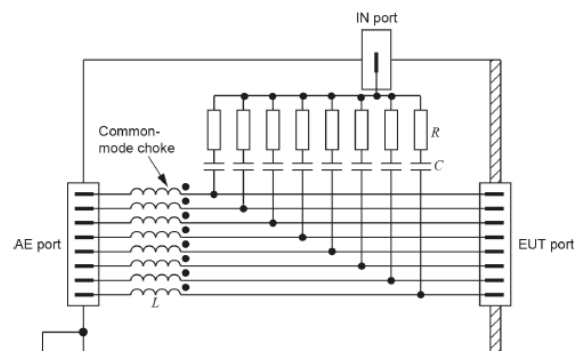 IN port
R
Common-
mode choke
C
AE port
EUT port
L